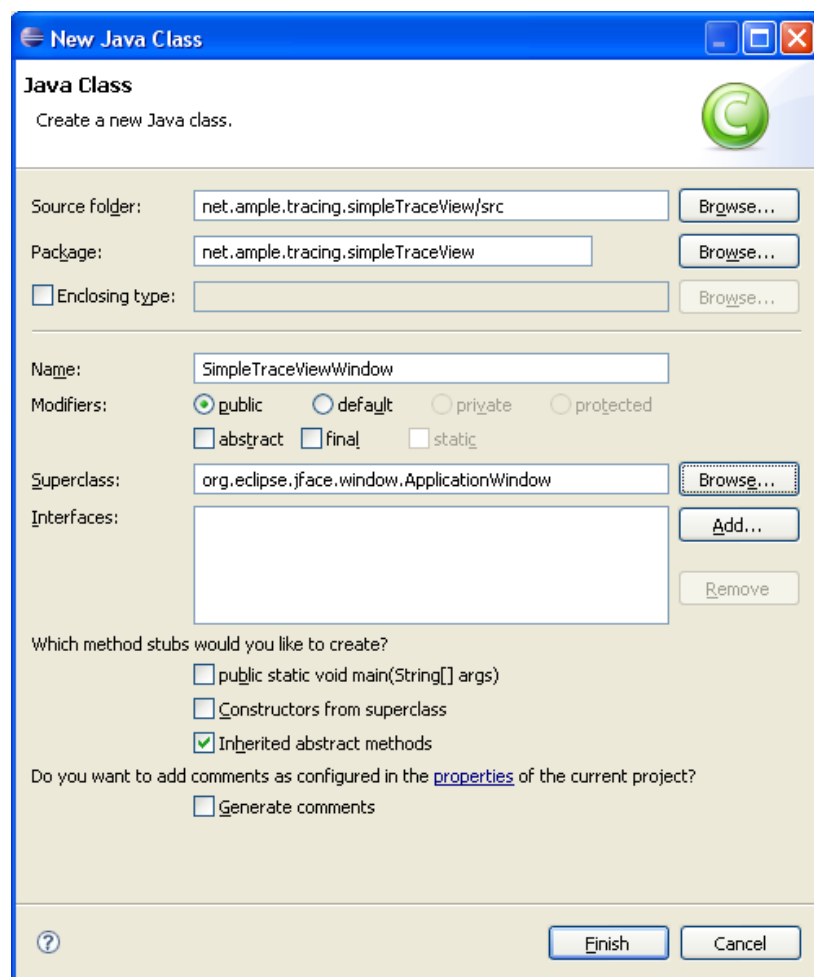 New Java Class
Java Class
Create a new Java class.
Source folder: net.ample.tracing.simpleTraceView/src Browse...
Package: net.ample.tracing.simpleTraceView Browse...
Enclosing type: Browse...
Name: SimpleTraceViewWindow
Modifiers: public default private protected
abstract final static
Superclass: org.eclipse.jface.window.ApplicationWindow Browse...
Interfaces: Add...
Remove
Which method stubs would you like to create?
public static void main(String[] args)
Constructors from superclass
Inherited abstract methods
Do you want to add comments as configured in the properties of the current project?
Generate comments
? Finish Cancel